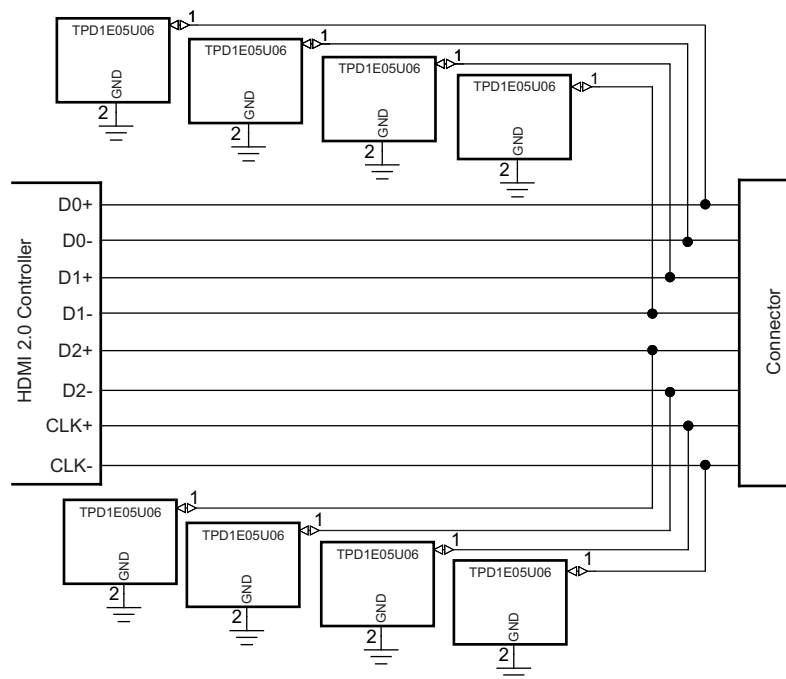 1
TPD1E05U06
GND
2
1
TPD1E05U06
GND
2
1
TPD1E05U06
GND
2
1
TPD1E05U06
GND
2
HDMI 2.0 Controller
D0+
D0-
D1+
D1-
D2+
D2-
CLK+
CLK-
Connector
1
TPD1E05U06
GND
2
1
TPD1E05U06
GND
2
1
TPD1E05U06
GND
2
1
TPD1E05U06
GND
2